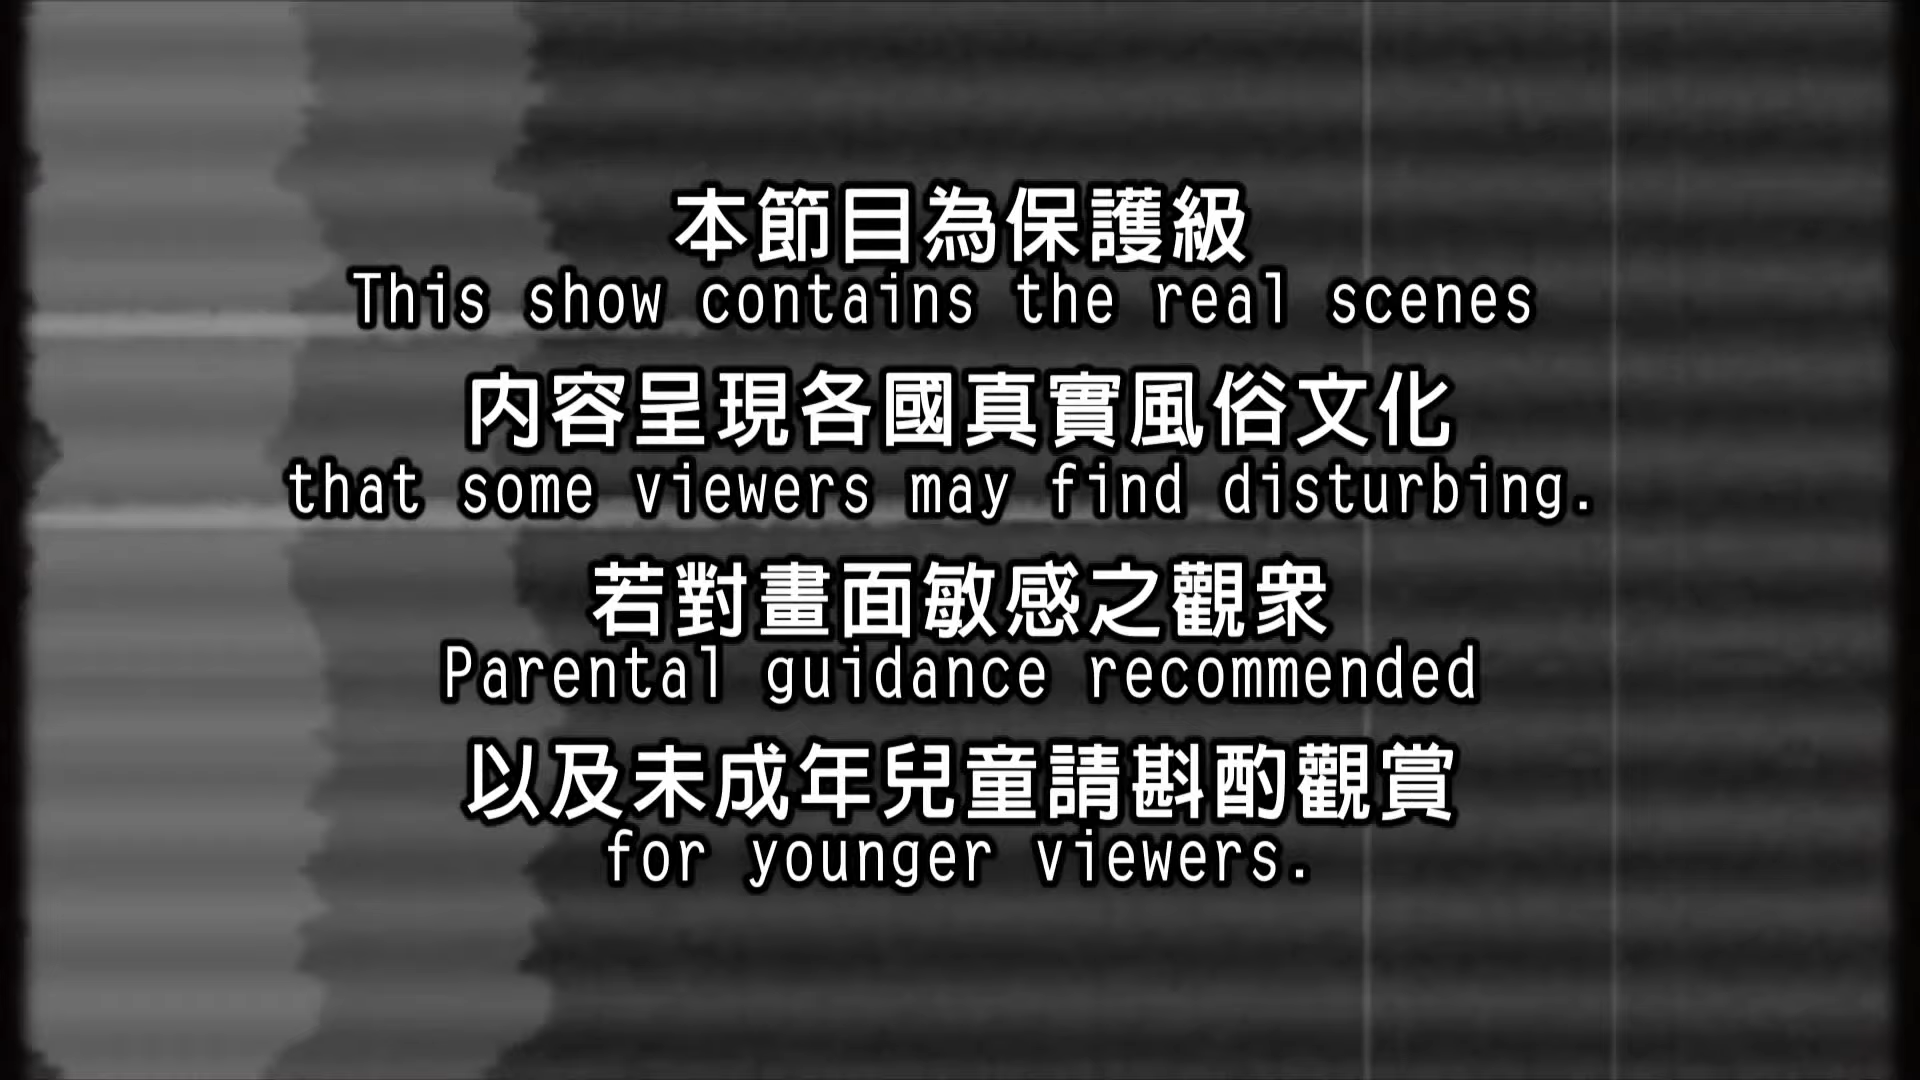 本節目為保護級
This show contains the real scenes
內容呈現各國真實風俗文化
that some viewers may find disturbing.
若對畫面敏感之觀眾
Parental guidance recommended
以及未成年兒童請斟酌觀賞
for younger viewers.